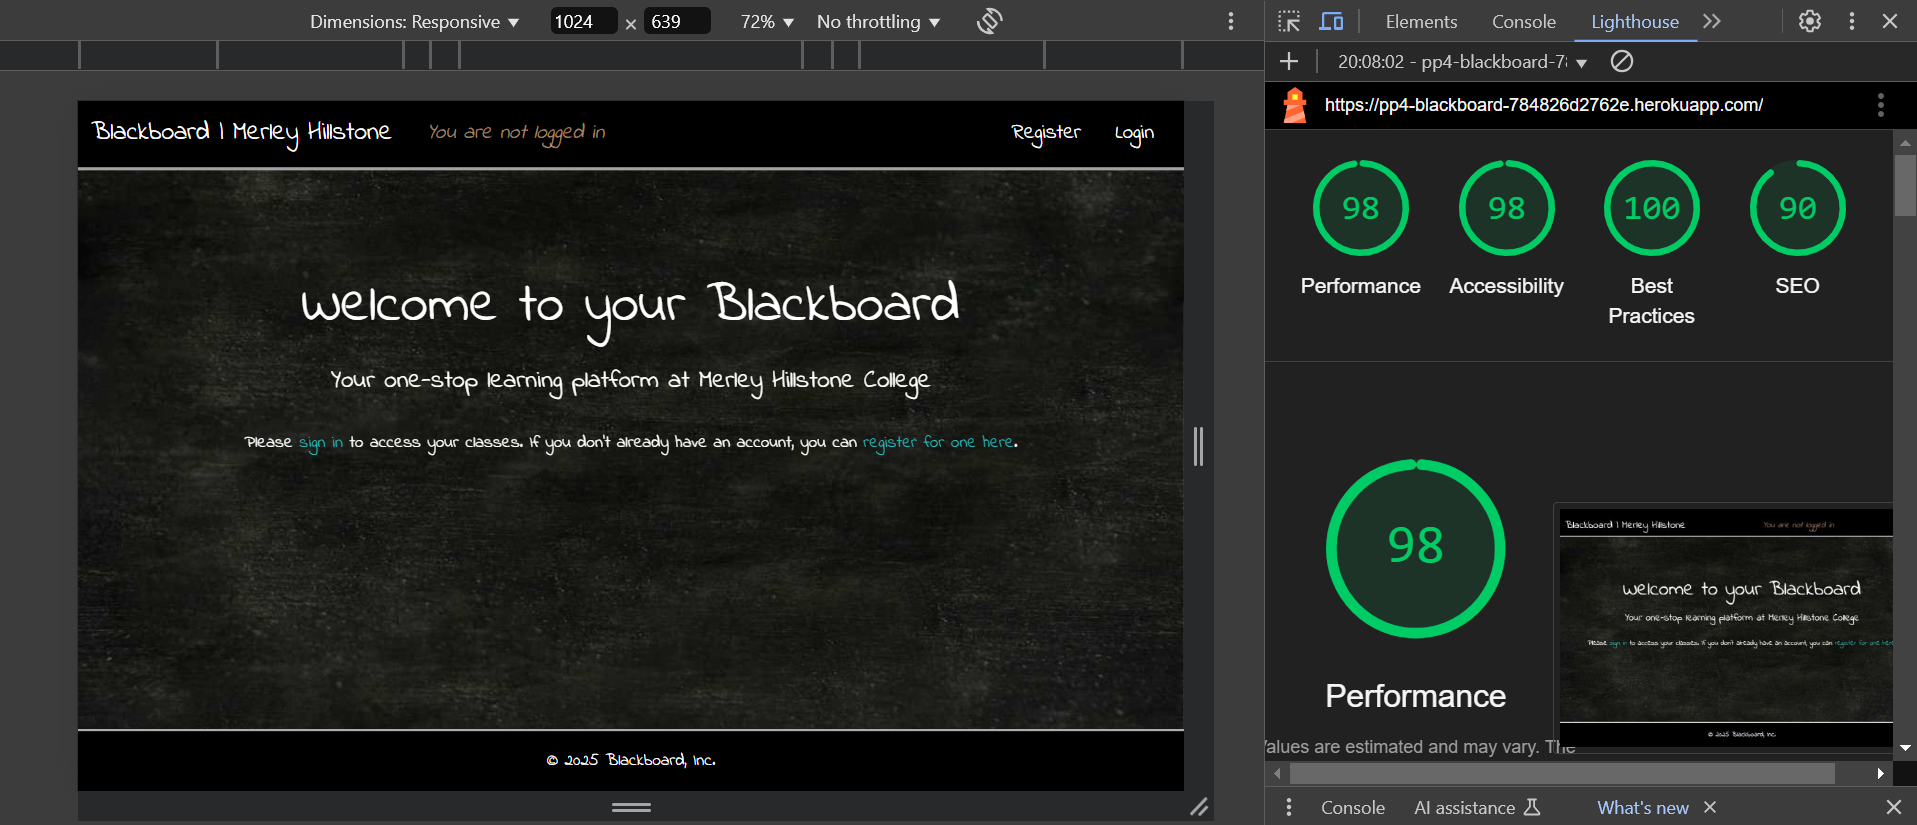 Dimensions: Responsive 1024 × 639 72% No throttling
Elements Console Lighthouse
20:08:02 - pp4-blackboard-78
https://pp4-blackboard-784826d2762e.herokuapp.com/
Blackboard | Merley Hillstone You are not logged in Register Login
Welcome to your Blackboard
Your one-stop learning platform at Merley Hillstone College
Please sign in to access your classes. If you don't already have an account, you can register for one here.
© 2025 Blackboard, Inc.
98 98 100 90
Performance Accessibility Best Practices SEO
98
Performance
Values are estimated and may vary. The
Blackboard | Merley Hillstone You are not logged in
Welcome to your Blackboard
Your one-stop learning platform at Merley Hillstone College
Please sign in to access your classes. If you don't already have an account, you can register for one here
© 2025 Blackboard, Inc.
Console AI assistance What's new